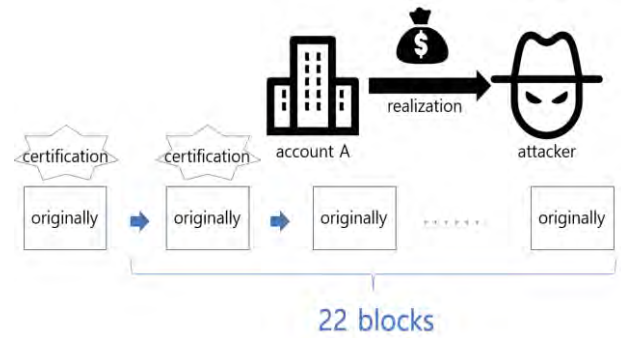 $
realization
certification
certification
account A
attacker
originally
originally
originally
......
originally
22 blocks